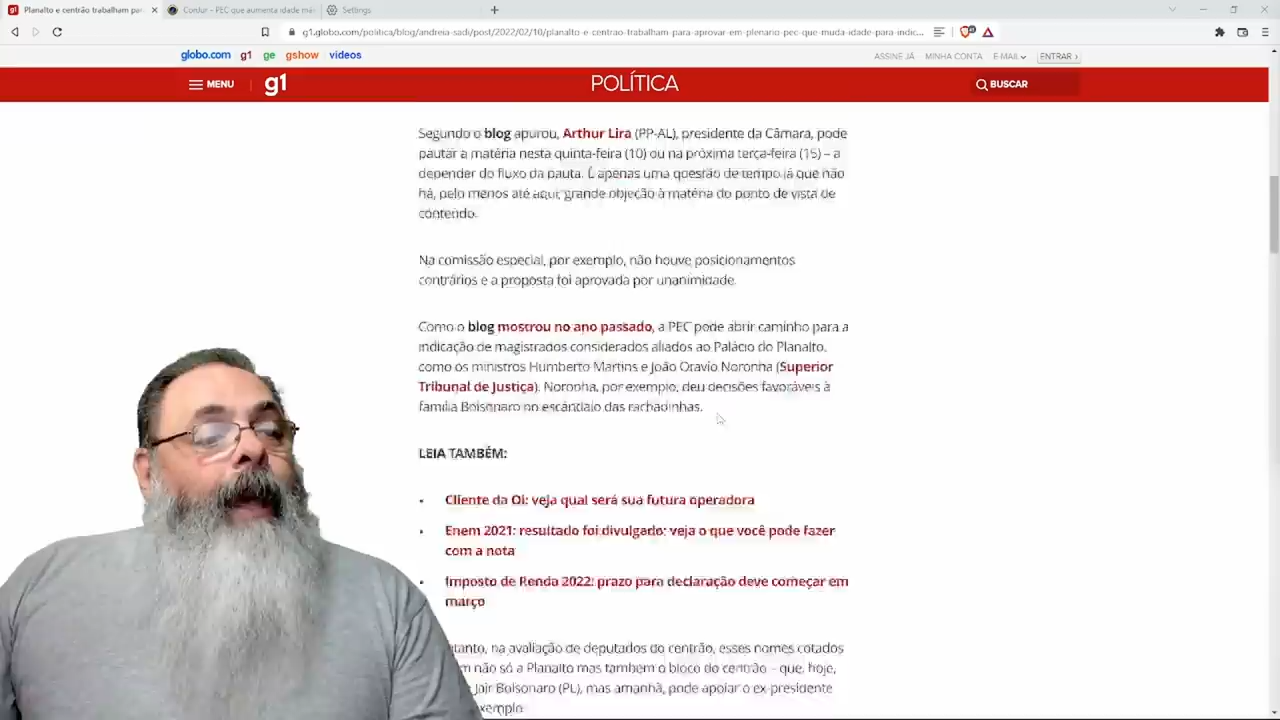 Planalto e centrão trabalham par
Conjur - PEC que aumenta idade má
Settings
g1.globo.com/politica/blog/andreia-sadi/post/2022/02/10/planalto-e-centrao-trabalham-para-aprovar-em-plenario-pec-que-muda-idade-para-indic...
globo.com g1 ge gshow vídeos
ASSINE JÁ MINHA CONTA E-MAIL ENTRAR ›
MENU g1 POLÍTICA BUSCAR
Segundo o blog apurou, Arthur Lira (PP-AL), presidente da Câmara, pode
pautar a matéria nesta quinta-feira (10) ou na próxima terça-feira (15) – a
depender do fluxo da pauta. É apenas uma questão de tempo já que não
há, pelo menos até aqui, grande objeção à matéria do ponto de vista de
conteúdo.
Na comissão especial, por exemplo, não houve posicionamentos
contrários e a proposta foi aprovada por unanimidade.
Como o blog mostrou no ano passado, a PEC pode abrir caminho para a
indicação de magistrados considerados aliados ao Palácio do Planalto,
como os ministros Humberto Martins e João Otavio Noronha (Superior
Tribunal de Justiça). Noronha, por exemplo, deu decisões favoráveis à
família Bolsonaro no escândalo das rachadinhas.
LEIA TAMBÉM:
Cliente da Oi: veja qual será sua futura operadora
Enem 2021: resultado foi divulgado; veja o que você pode fazer
com a nota
Imposto de Renda 2022: prazo para declaração deve começar em
março
tanto, na avaliação de deputados do centrão, esses nomes cotados
m não só a Planalto mas também o bloco do centrão – que, hoje,
Jair Bolsonaro (PL), mas amanhã, pode apoiar o ex-presidente
exemplo